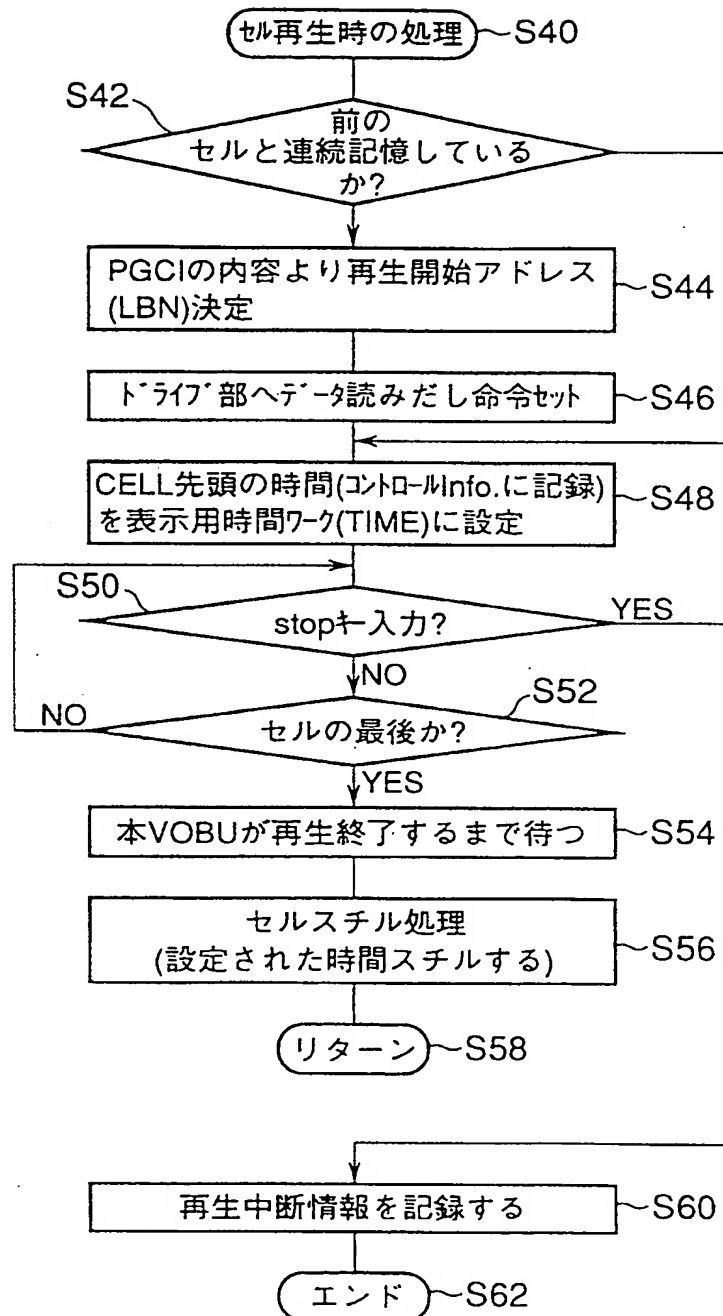 セル再生時の処理 S40
S42
前の
セルと連続記憶している
か?
PGCIの内容より再生開始アドレス
(LBN)決定
S44
ドライブ部へデータ読みだし命令セット S46
CELL先頭の時間(コントロールInfo.に記録)
を表示用時間ワーク(TIME)に設定
S48
S50
stopキー入力?
YES
NO
S52
NO
セルの最後か?
YES
本VOBUが再生終了するまで待つ S54
セルスチル処理
(設定された時間スチルする)
S56
リターン S58
再生中断情報を記録する S60
エンド S62